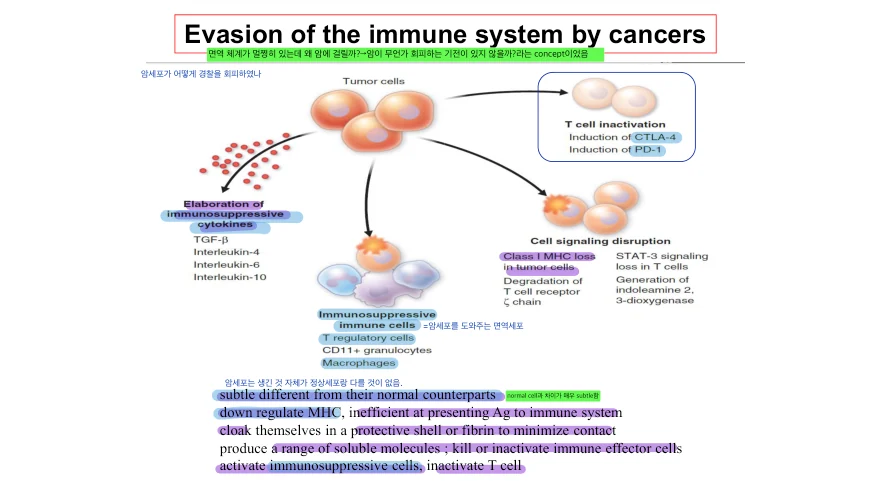 Evasion of the immune system by cancers
면역 체계가 멀쩡히 있는데 왜 암에 걸릴까?→암이 무언가 회피하는 기전이 있지 않을까?라는 concept이었음
암세포가 어떻게 경찰을 회피하였나
Tumor cells
T cell inactivation
Induction of CTLA-4
Induction of PD-1
Elaboration of
immunosuppressive
cytokines
TGF-β
Interleukin-4
Interleukin-6
Interleukin-10
Immunosuppressive
immune cells =암세포를 도와주는 면역세포
T regulatory cells
CD11+ granulocytes
Macrophages
Cell signaling disruption
Class I MHC loss
in tumor cells
Degradation of
T cell receptor
ζ chain
STAT-3 signaling
loss in T cells
Generation of
indoleamine 2,
3-dioxygenase
암세포는 생긴 것 자체가 정상세포랑 다를 것이 없음.
subtle different from their normal counterparts normal cell과 차이가 매우 subtle함
down regulate MHC, inefficient at presenting Ag to immune system
cloak themselves in a protective shell or fibrin to minimize contact
produce a range of soluble molecules ; kill or inactivate immune effector cells
activate immunosuppressive cells, inactivate T cell